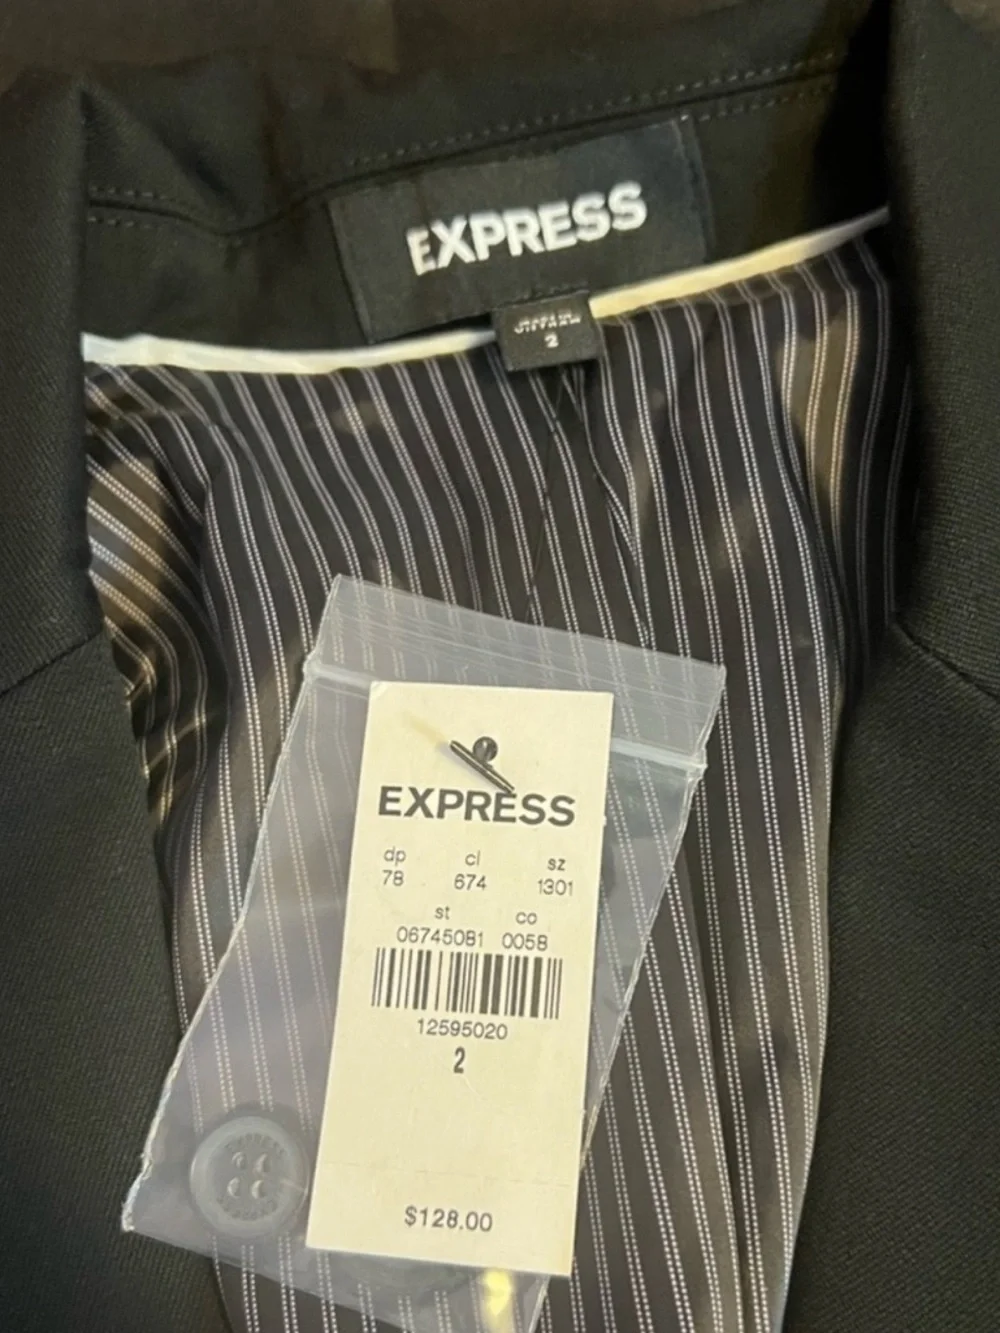 EXPRESS
2
EXPRESS
dp cl sz
78 674 1301
st co
06745081 0058
12595020
2
$128.00